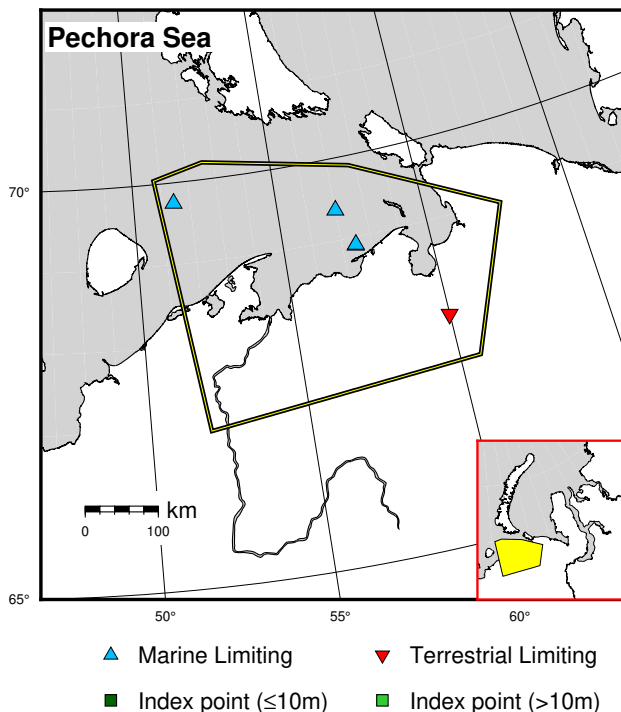 Pechora Sea
70°
km
0 100
65°
50° 55° 60°
Marine Limiting Terrestrial Limiting
Index point (≤10m) Index point (>10m)